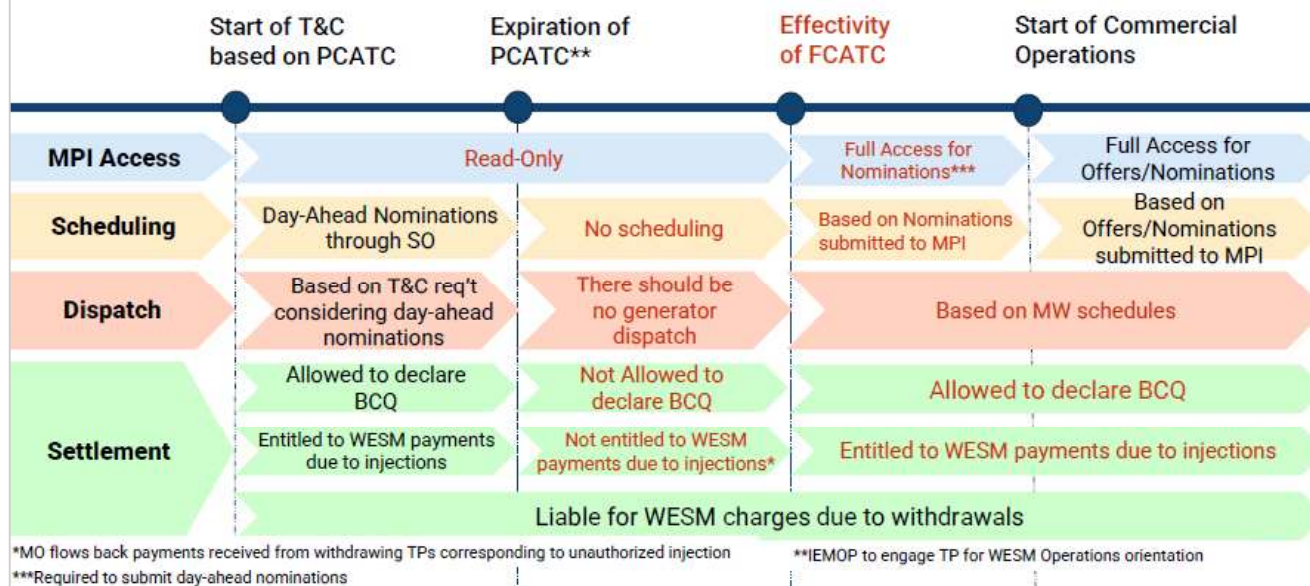 Start of T&C
based on PCATC
Expiration of
PCATC**
Effectivity
of FCATC
Start of Commercial
Operations
MPI Access
Read-Only
Full Access for
Nominations***
Full Access for
Offers/Nominations
Scheduling
Day-Ahead Nominations
through SO
No scheduling
Based on Nominations
submitted to MPI
Based on
Offers/Nominations
submitted to MPI
Dispatch
Based on T&C req't
considering day-ahead
nominations
There should be
no generator
dispatch
Based on MW schedules
Settlement
Allowed to declare
BCQ
Not Allowed to
declare BCQ
Allowed to declare BCQ
Entitled to WESM payments
due to injections
Not entitled to WESM
payments due to injections*
Entitled to WESM payments due to injections
Liable for WESM charges due to withdrawals
*MO flows back payments received from withdrawing TPs corresponding to unauthorized injection
**IEMOP to engage TP for WESM Operations orientation
***Required to submit day-ahead nominations